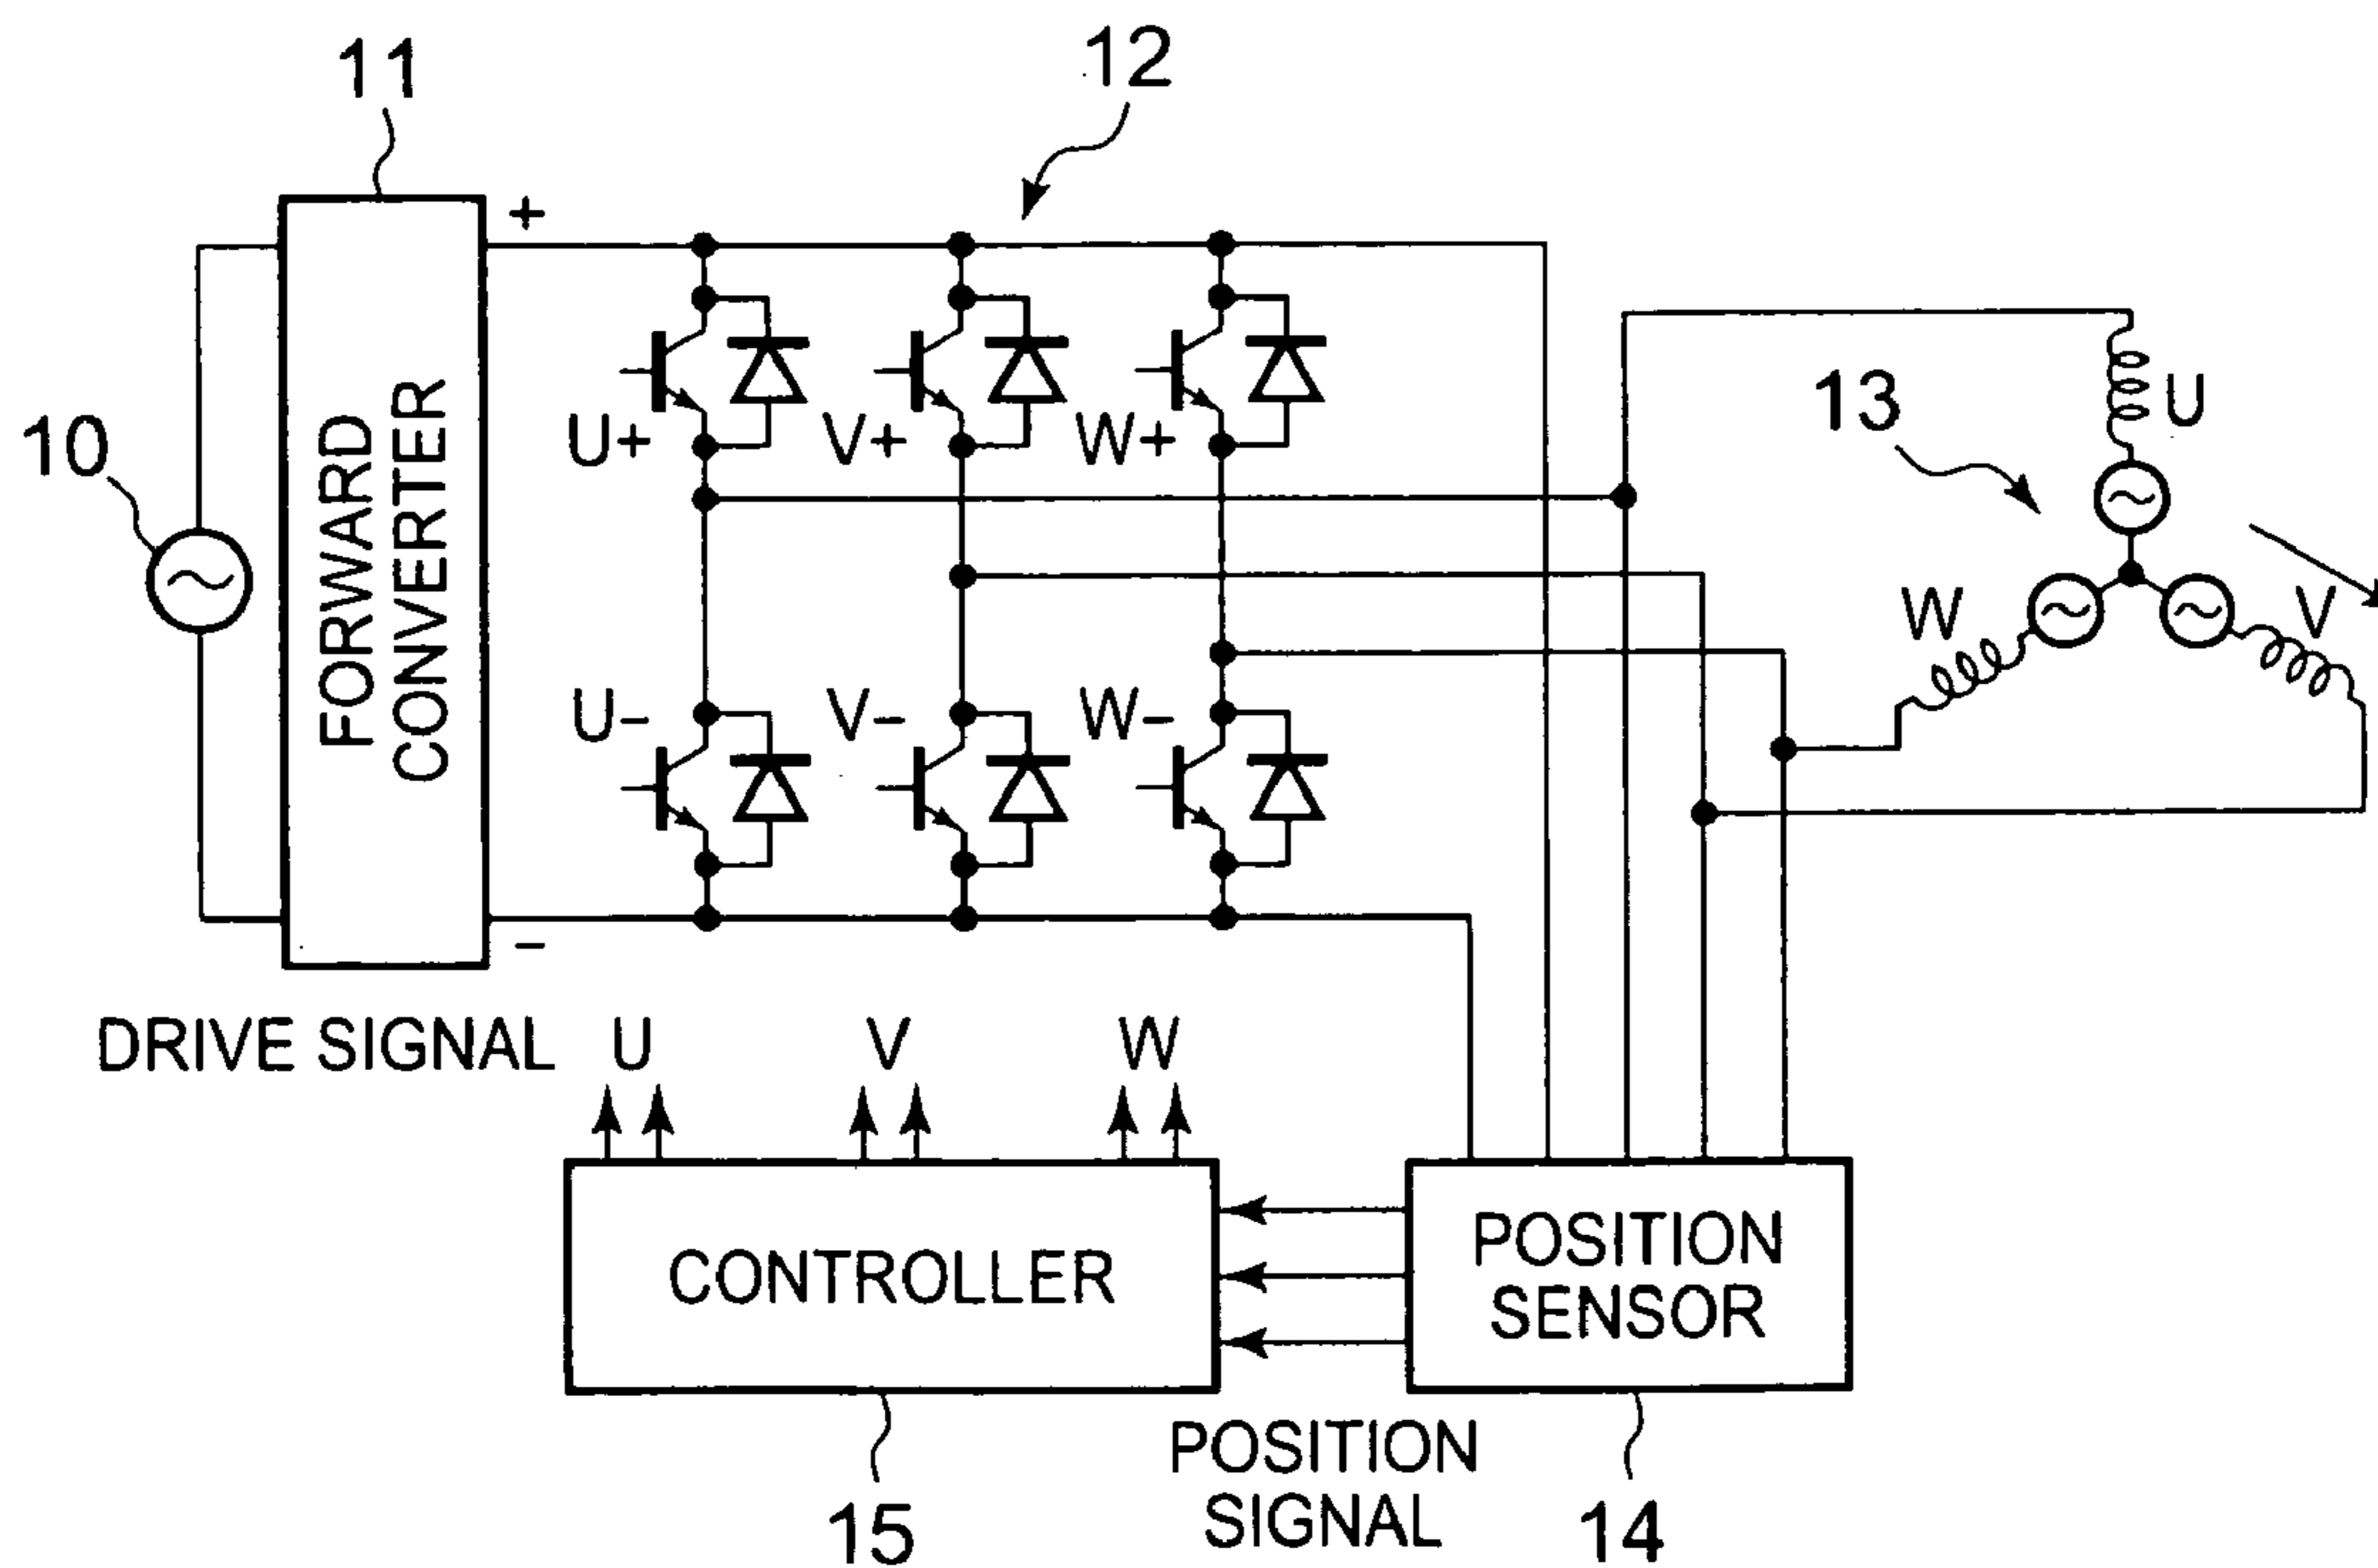 11
12
+
10
FORWARD
CONVERTER
U+
V+
W+
13
U
W
V
U-
V-
W-
-
DRIVE SIGNAL U V W
CONTROLLER
POSITION
SENSOR
POSITION
SIGNAL
15
14